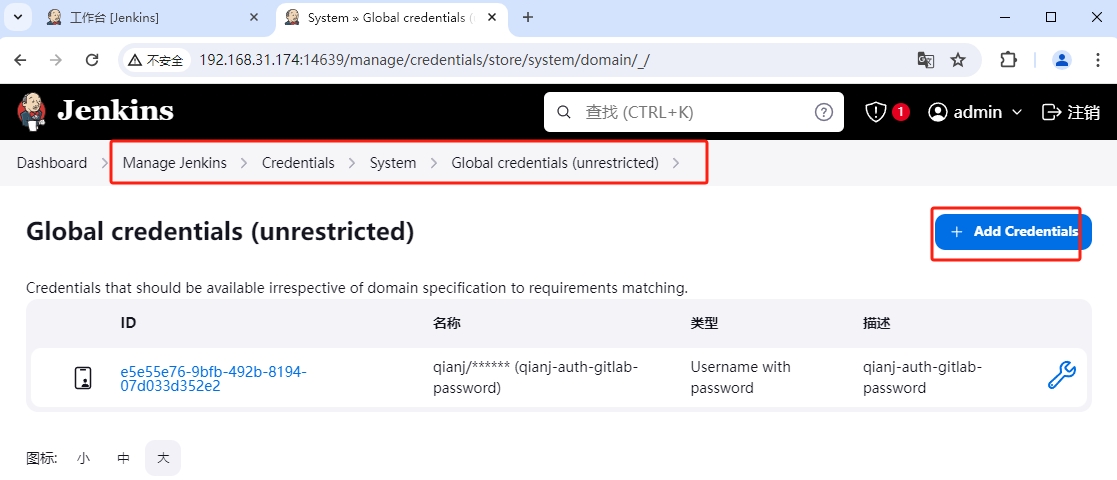 工作台 [Jenkins]
System » Global credentials (
不安全 192.168.31.174:14639/manage/credentials/store/system/domain/_/
Jenkins 查找 (CTRL+K) 1 admin 注销
Dashboard Manage Jenkins Credentials System Global credentials (unrestricted)
Global credentials (unrestricted)
+ Add Credentials
Credentials that should be available irrespective of domain specification to requirements matching.
ID 名称 类型 描述
e5e55e76-9bfb-492b-8194- qianj/****** (qianj-auth-gitlab- Username with qianj-auth-gitlab-
07d033d352e2 password) password password
图标: 小 中 大